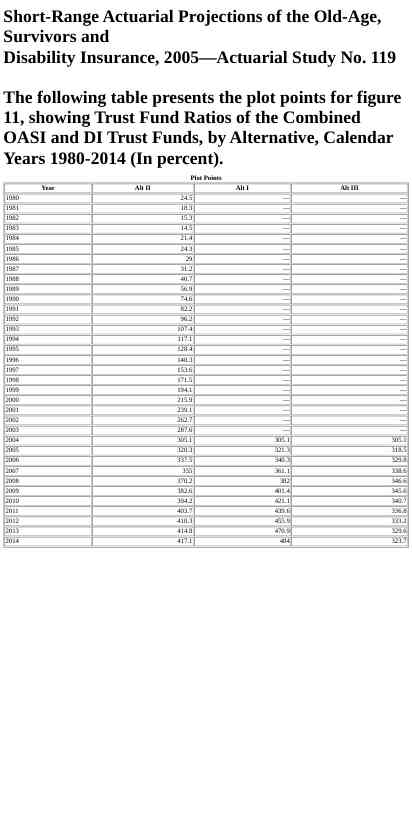 Short-Range Actuarial Projections of the Old-Age,
Survivors and
Disability Insurance, 2005—Actuarial Study No. 119
The following table presents the plot points for figure
11, showing Trust Fund Ratios of the Combined
OASI and DI Trust Funds, by Alternative, Calendar
Years 1980-2014 (In percent).
Plot Points
Year Alt II Alt I Alt III
1980 24.5 — —
1981 18.3 — —
1982 15.3 — —
1983 14.5 — —
1984 21.4 — —
1985 24.3 — —
1986 29 — —
1987 31.2 — —
1988 40.7 — —
1989 56.9 — —
1990 74.6 — —
1991 82.2 — —
1992 96.2 — —
1993 107.4 — —
1994 117.1 — —
1995 128.4 — —
1996 140.3 — —
1997 153.6 — —
1998 171.5 — —
1999 194.1 — —
2000 215.9 — —
2001 239.1 — —
2002 262.7 — —
2003 287.6 — —
2004 305.1 305.1 305.1
2005 320.3 321.3 318.5
2006 337.5 340.3 329.8
2007 355 361.1 338.6
2008 370.2 382 346.6
2009 382.6 401.4 345.6
2010 394.2 421.1 340.7
2011 403.7 439.6 336.8
2012 410.3 455.9 333.2
2013 414.8 470.9 329.6
2014 417.1 484 323.7